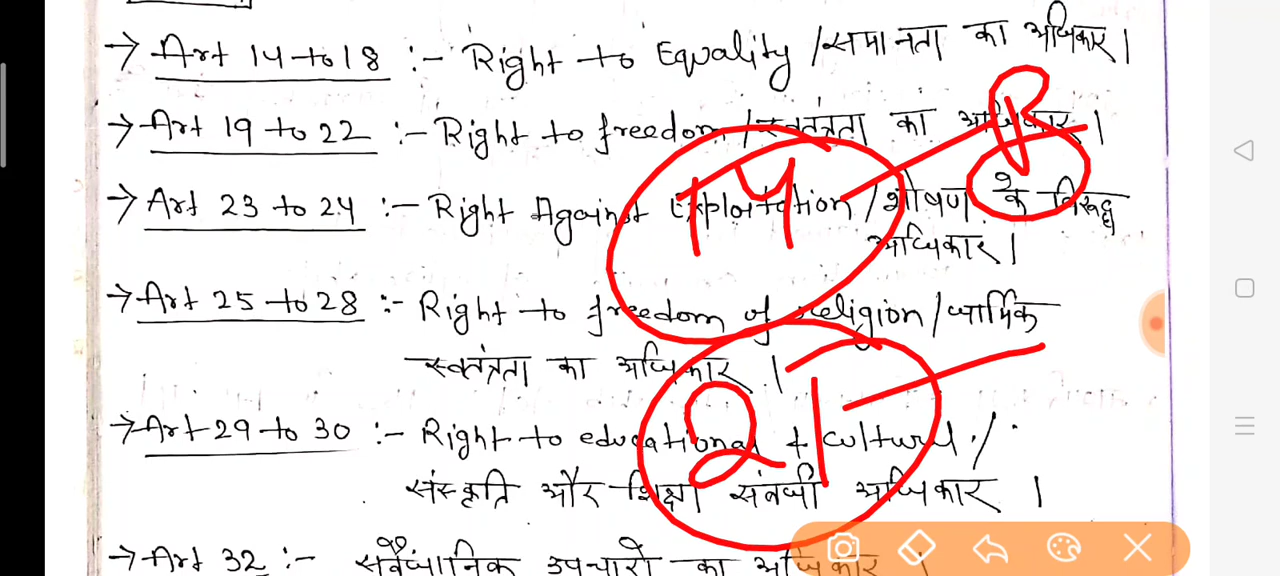 → Art 14 to 18 :- Right to Equality / समानता का अधिकार ।
→ Art 19 to 22 :- Right to freedom / स्वतंत्रता का अधिकार ।
→ Art 23 to 24 :- Right Against Exploitation / शोषण के विरुद्ध
अधिकार ।
→ Art 25 to 28 :- Right to freedom of religion / धार्मिक
स्वतंत्रता का अधिकार ।
→ Art 29 to 30 :- Right to educational + cultural /
संस्कृति और शिक्षा संबंधी अधिकार ।
→ Art 32 :- संवैधानिक उपचारों का अधिकार ।
14
21